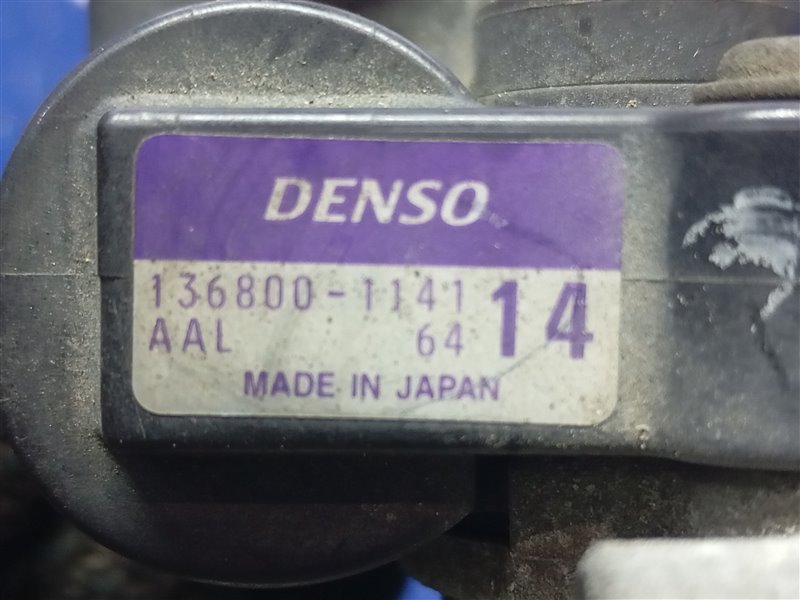 DENSO
136800-1141 14
AAL 64
MADE IN JAPAN